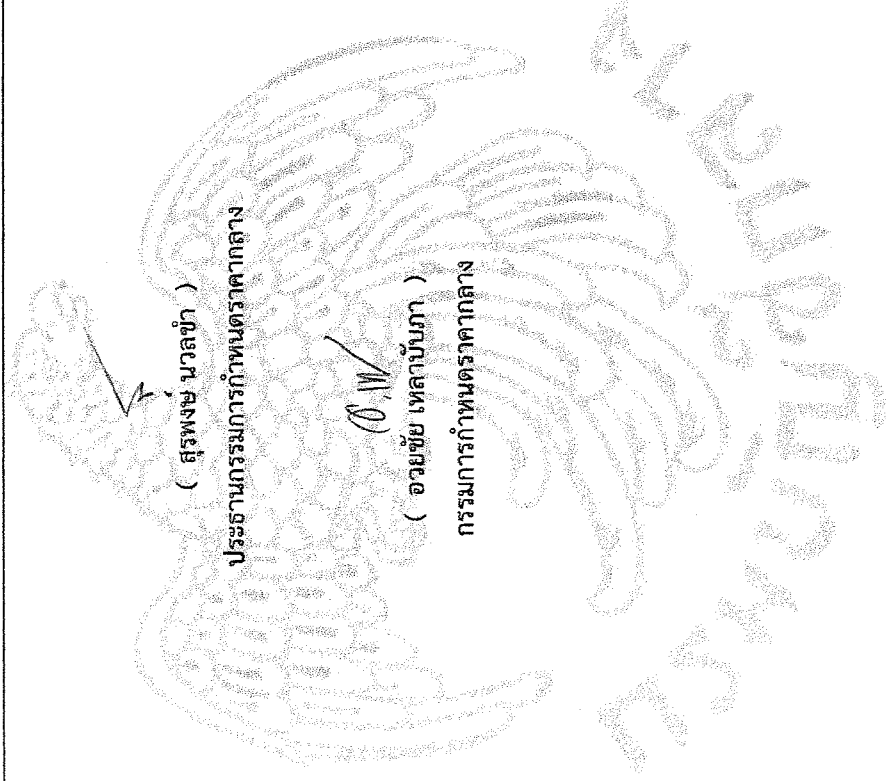 ( สุรพงษ์ นวลขำ )
ประธานกรรมการกำหนดราคากลาง
( อวยชัย เหลาบับภา )
กรรมการกำหนดราคากลาง